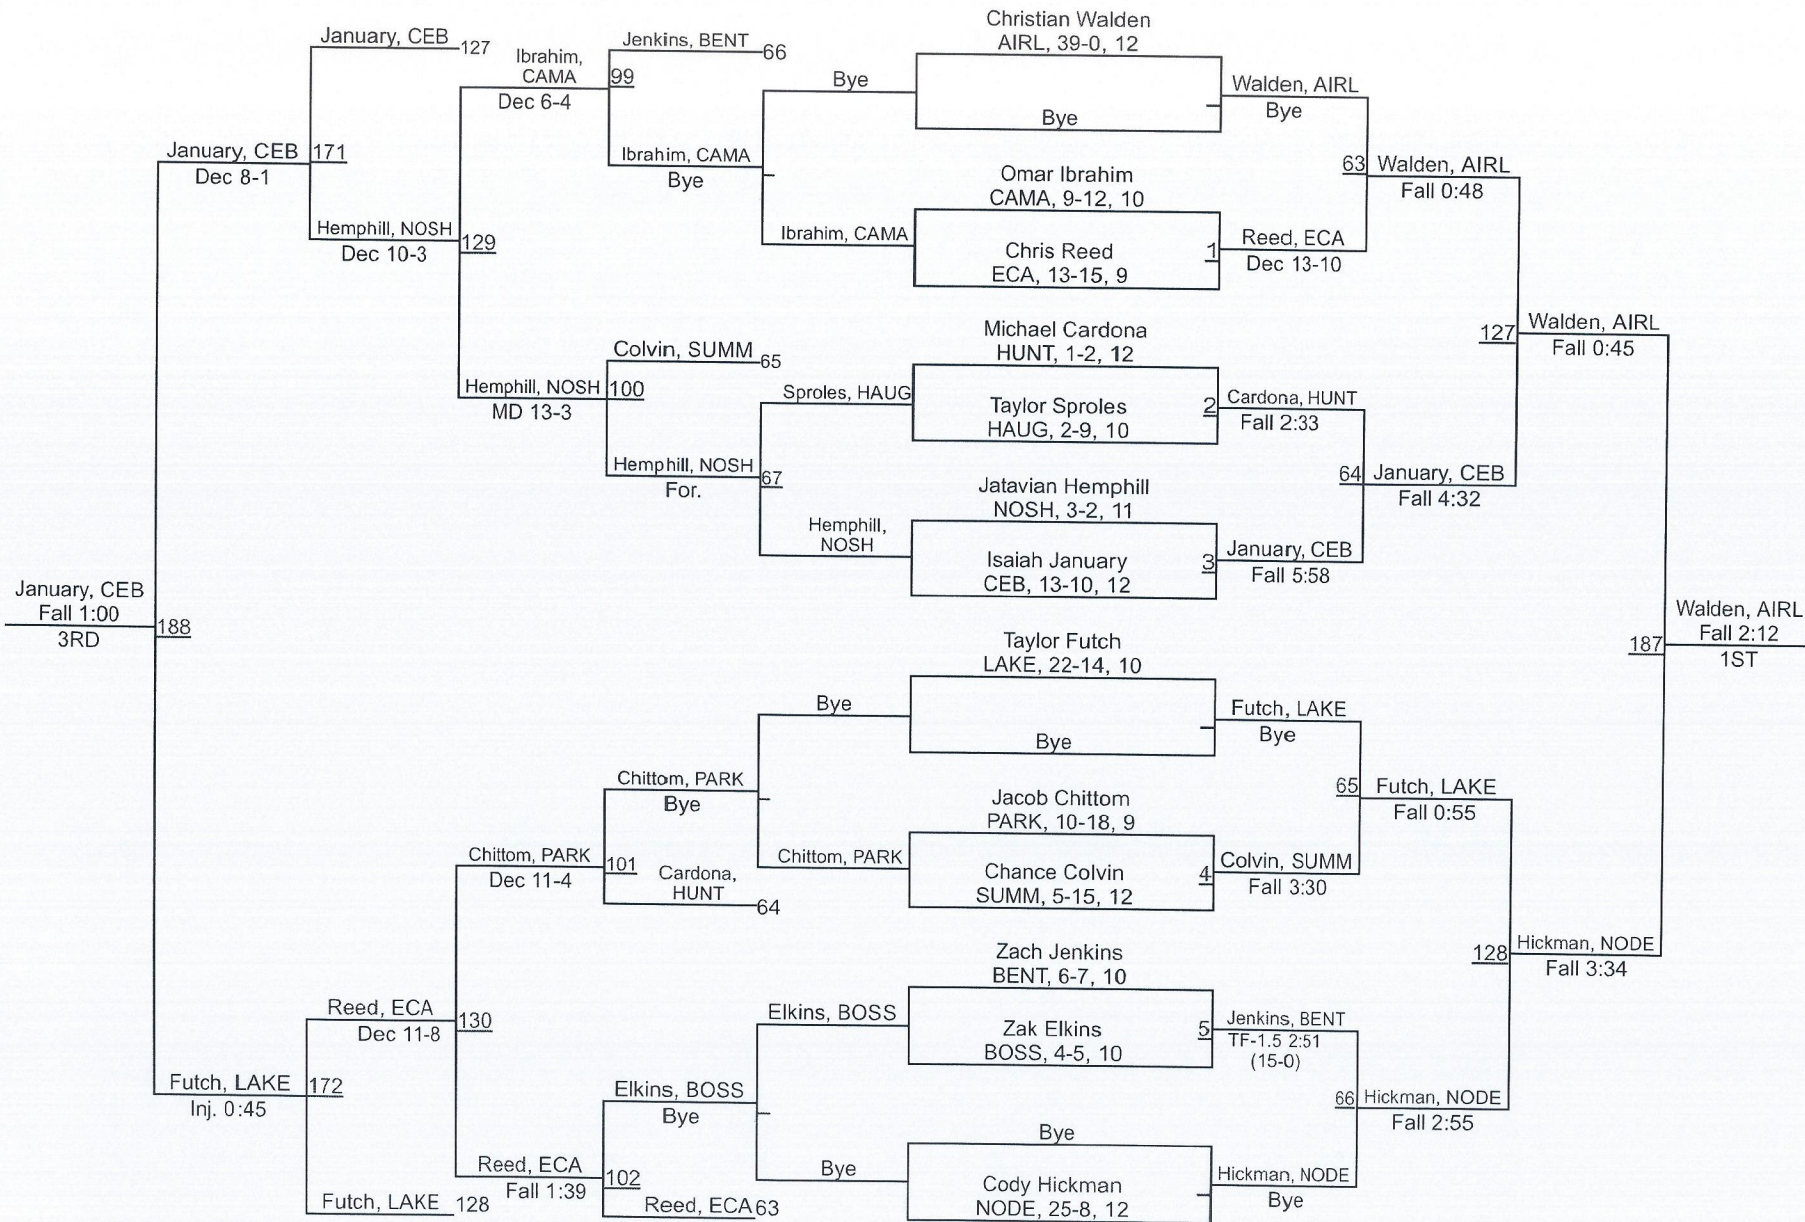 Christian Walden
AIRL, 39-0, 12
Bye
Walden, AIRL
Bye
Bye
Omar Ibrahim
CAMA, 9-12, 10
Chris Reed
ECA, 13-15, 9
1
Reed, ECA
Dec 13-10
Ibrahim, CAMA
63
Walden, AIRL
Fall 0:48
Michael Cardona
HUNT, 1-2, 12
Taylor Sproles
HAUG, 2-9, 10
2
Cardona, HUNT
Fall 2:33
Sproles, HAUG
Jatavian Hemphill
NOSH, 3-2, 11
Isaiah January
CEB, 13-10, 12
3
January, CEB
Fall 5:58
Hemphill,
NOSH
64
January, CEB
Fall 4:32
127
Walden, AIRL
Fall 0:45
Taylor Futch
LAKE, 22-14, 10
Bye
Futch, LAKE
Bye
Bye
Jacob Chittom
PARK, 10-18, 9
Chance Colvin
SUMM, 5-15, 12
4
Colvin, SUMM
Fall 3:30
Chittom, PARK
65
Futch, LAKE
Fall 0:55
Zach Jenkins
BENT, 6-7, 10
Zak Elkins
BOSS, 4-5, 10
5
Jenkins, BENT
TF-1.5 2:51
(15-0)
Elkins, BOSS
Bye
Cody Hickman
NODE, 25-8, 12
Hickman, NODE
Bye
Bye
66
Hickman, NODE
Fall 2:55
128
Hickman, NODE
Fall 3:34
187
Walden, AIRL
Fall 2:12
1ST
January, CEB
127
Ibrahim,
CAMA
Dec 6-4
99
Jenkins, BENT
66
Ibrahim, CAMA
Bye
January, CEB
Dec 8-1
171
Hemphill, NOSH
Dec 10-3
129
Hemphill, NOSH
MD 13-3
100
Colvin, SUMM
65
Hemphill, NOSH
For.
67
January, CEB
Fall 1:00
3RD
188
Chittom, PARK
Bye
Chittom, PARK
Dec 11-4
101
Cardona,
HUNT
64
Reed, ECA
Dec 11-8
130
Elkins, BOSS
Bye
Futch, LAKE
Inj. 0:45
172
Reed, ECA
Fall 1:39
102
Reed, ECA
63
Futch, LAKE
128